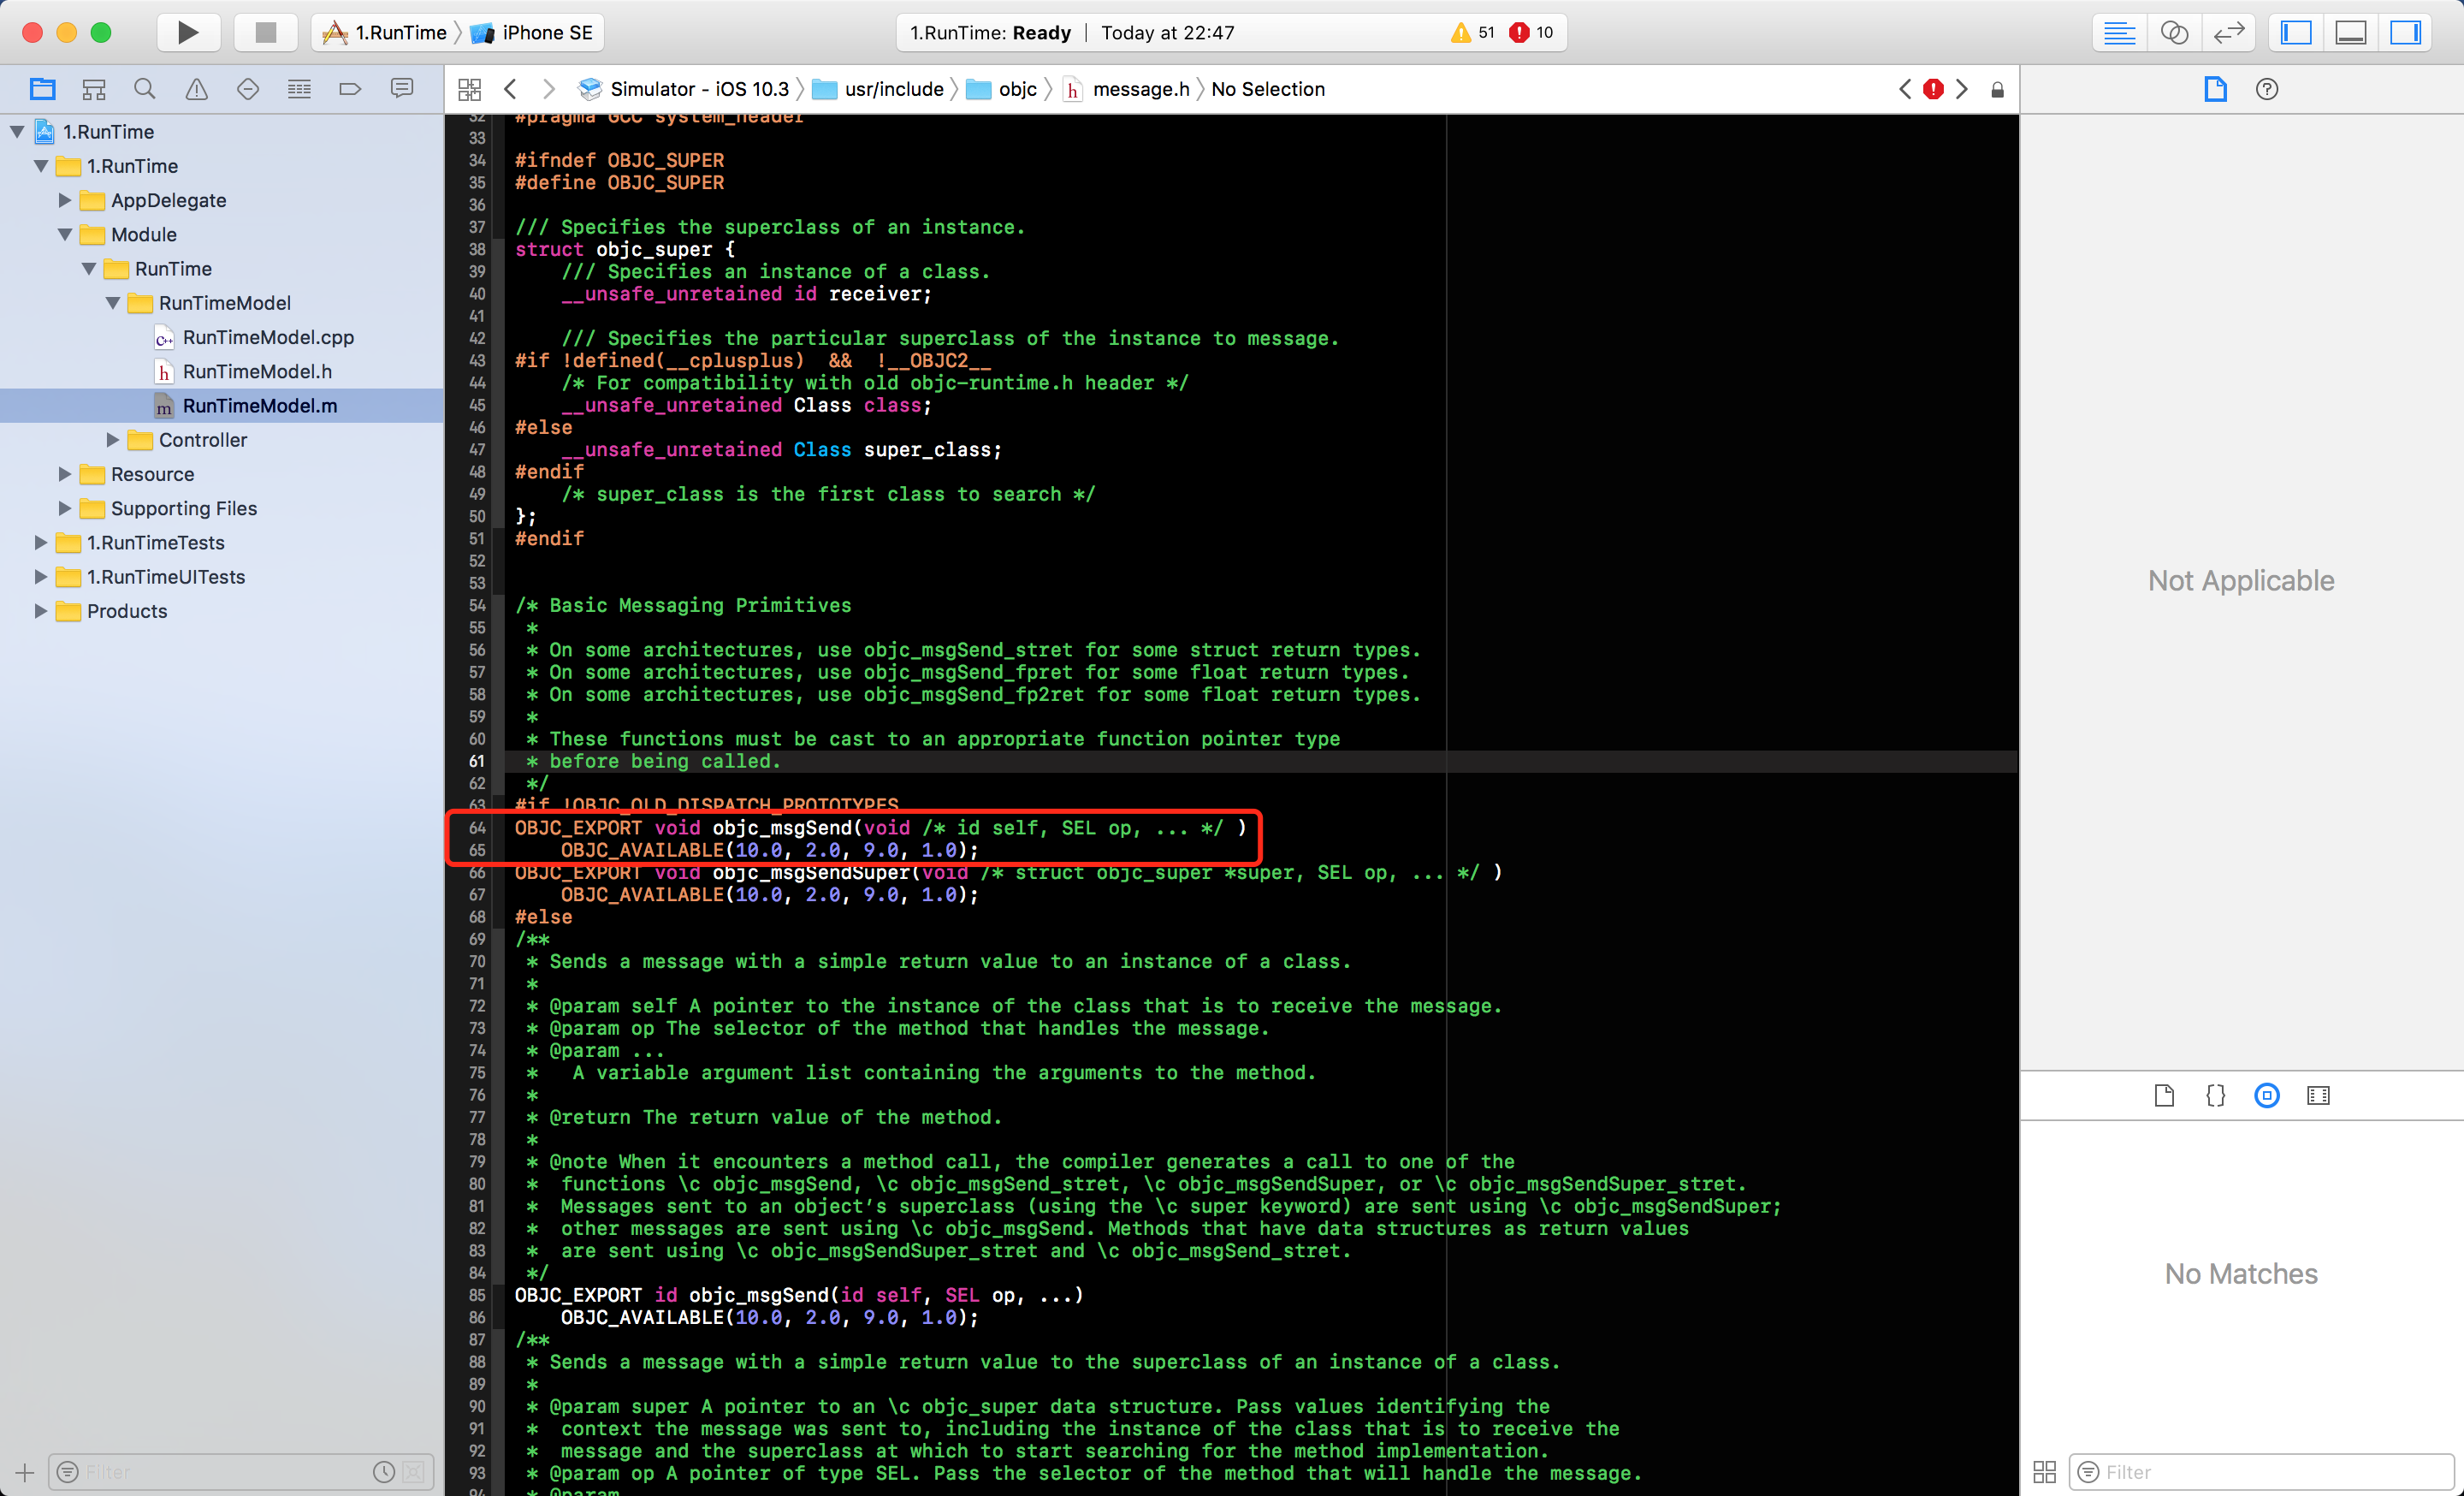 1.RunTime
iPhone SE
1.RunTime: Ready | Today at 22:47
51
10
Simulator - iOS 10.3
usr/include
objc
message.h
No Selection
1.RunTime
1.RunTime
AppDelegate
Module
RunTime
RunTimeModel
RunTimeModel.cpp
RunTimeModel.h
RunTimeModel.m
Controller
Resource
Supporting Files
1.RunTimeTests
1.RunTimeUITests
Products
Filter
32 #pragma GCC system_header
33
34 #ifndef OBJC_SUPER
35 #define OBJC_SUPER
36
37 /// Specifies the superclass of an instance.
38 struct objc_super {
39     /// Specifies an instance of a class.
40     __unsafe_unretained id receiver;
41
42     /// Specifies the particular superclass of the instance to message.
43 #if !defined(__cplusplus)  &&  !__OBJC2__
44     /* For compatibility with old objc-runtime.h header */
45     __unsafe_unretained Class class;
46 #else
47     __unsafe_unretained Class super_class;
48 #endif
49     /* super_class is the first class to search */
50 };
51 #endif
52
53
54 /* Basic Messaging Primitives
55  *
56  * On some architectures, use objc_msgSend_stret for some struct return types.
57  * On some architectures, use objc_msgSend_fpret for some float return types.
58  * On some architectures, use objc_msgSend_fp2ret for some float return types.
59  *
60  * These functions must be cast to an appropriate function pointer type
61  * before being called.
62  */
63 #if !OBJC_OLD_DISPATCH_PROTOTYPES
64 OBJC_EXPORT void objc_msgSend(void /* id self, SEL op, ... */ )
65     OBJC_AVAILABLE(10.0, 2.0, 9.0, 1.0);
66 OBJC_EXPORT void objc_msgSendSuper(void /* struct objc_super *super, SEL op, ... */ )
67     OBJC_AVAILABLE(10.0, 2.0, 9.0, 1.0);
68 #else
69 /**
70  * Sends a message with a simple return value to an instance of a class.
71  *
72  * @param self A pointer to the instance of the class that is to receive the message.
73  * @param op The selector of the method that handles the message.
74  * @param ...
75  *   A variable argument list containing the arguments to the method.
76  *
77  * @return The return value of the method.
78  *
79  * @note When it encounters a method call, the compiler generates a call to one of the
80  *  functions \c objc_msgSend, \c objc_msgSend_stret, \c objc_msgSendSuper, or \c objc_msgSendSuper_stret.
81  *  Messages sent to an object's superclass (using the \c super keyword) are sent using \c objc_msgSendSuper;
82  *  other messages are sent using \c objc_msgSend. Methods that have data structures as return values
83  *  are sent using \c objc_msgSendSuper_stret and \c objc_msgSend_stret.
84  */
85 OBJC_EXPORT id objc_msgSend(id self, SEL op, ...)
86     OBJC_AVAILABLE(10.0, 2.0, 9.0, 1.0);
87 /**
88  * Sends a message with a simple return value to the superclass of an instance of a class.
89  *
90  * @param super A pointer to an \c objc_super data structure. Pass values identifying the
91  *  context the message was sent to, including the instance of the class that is to receive the
92  *  message and the superclass at which to start searching for the method implementation.
93  * @param op A pointer of type SEL. Pass the selector of the method that will handle the message.
94  * @param ...
Not Applicable
No Matches
Filter